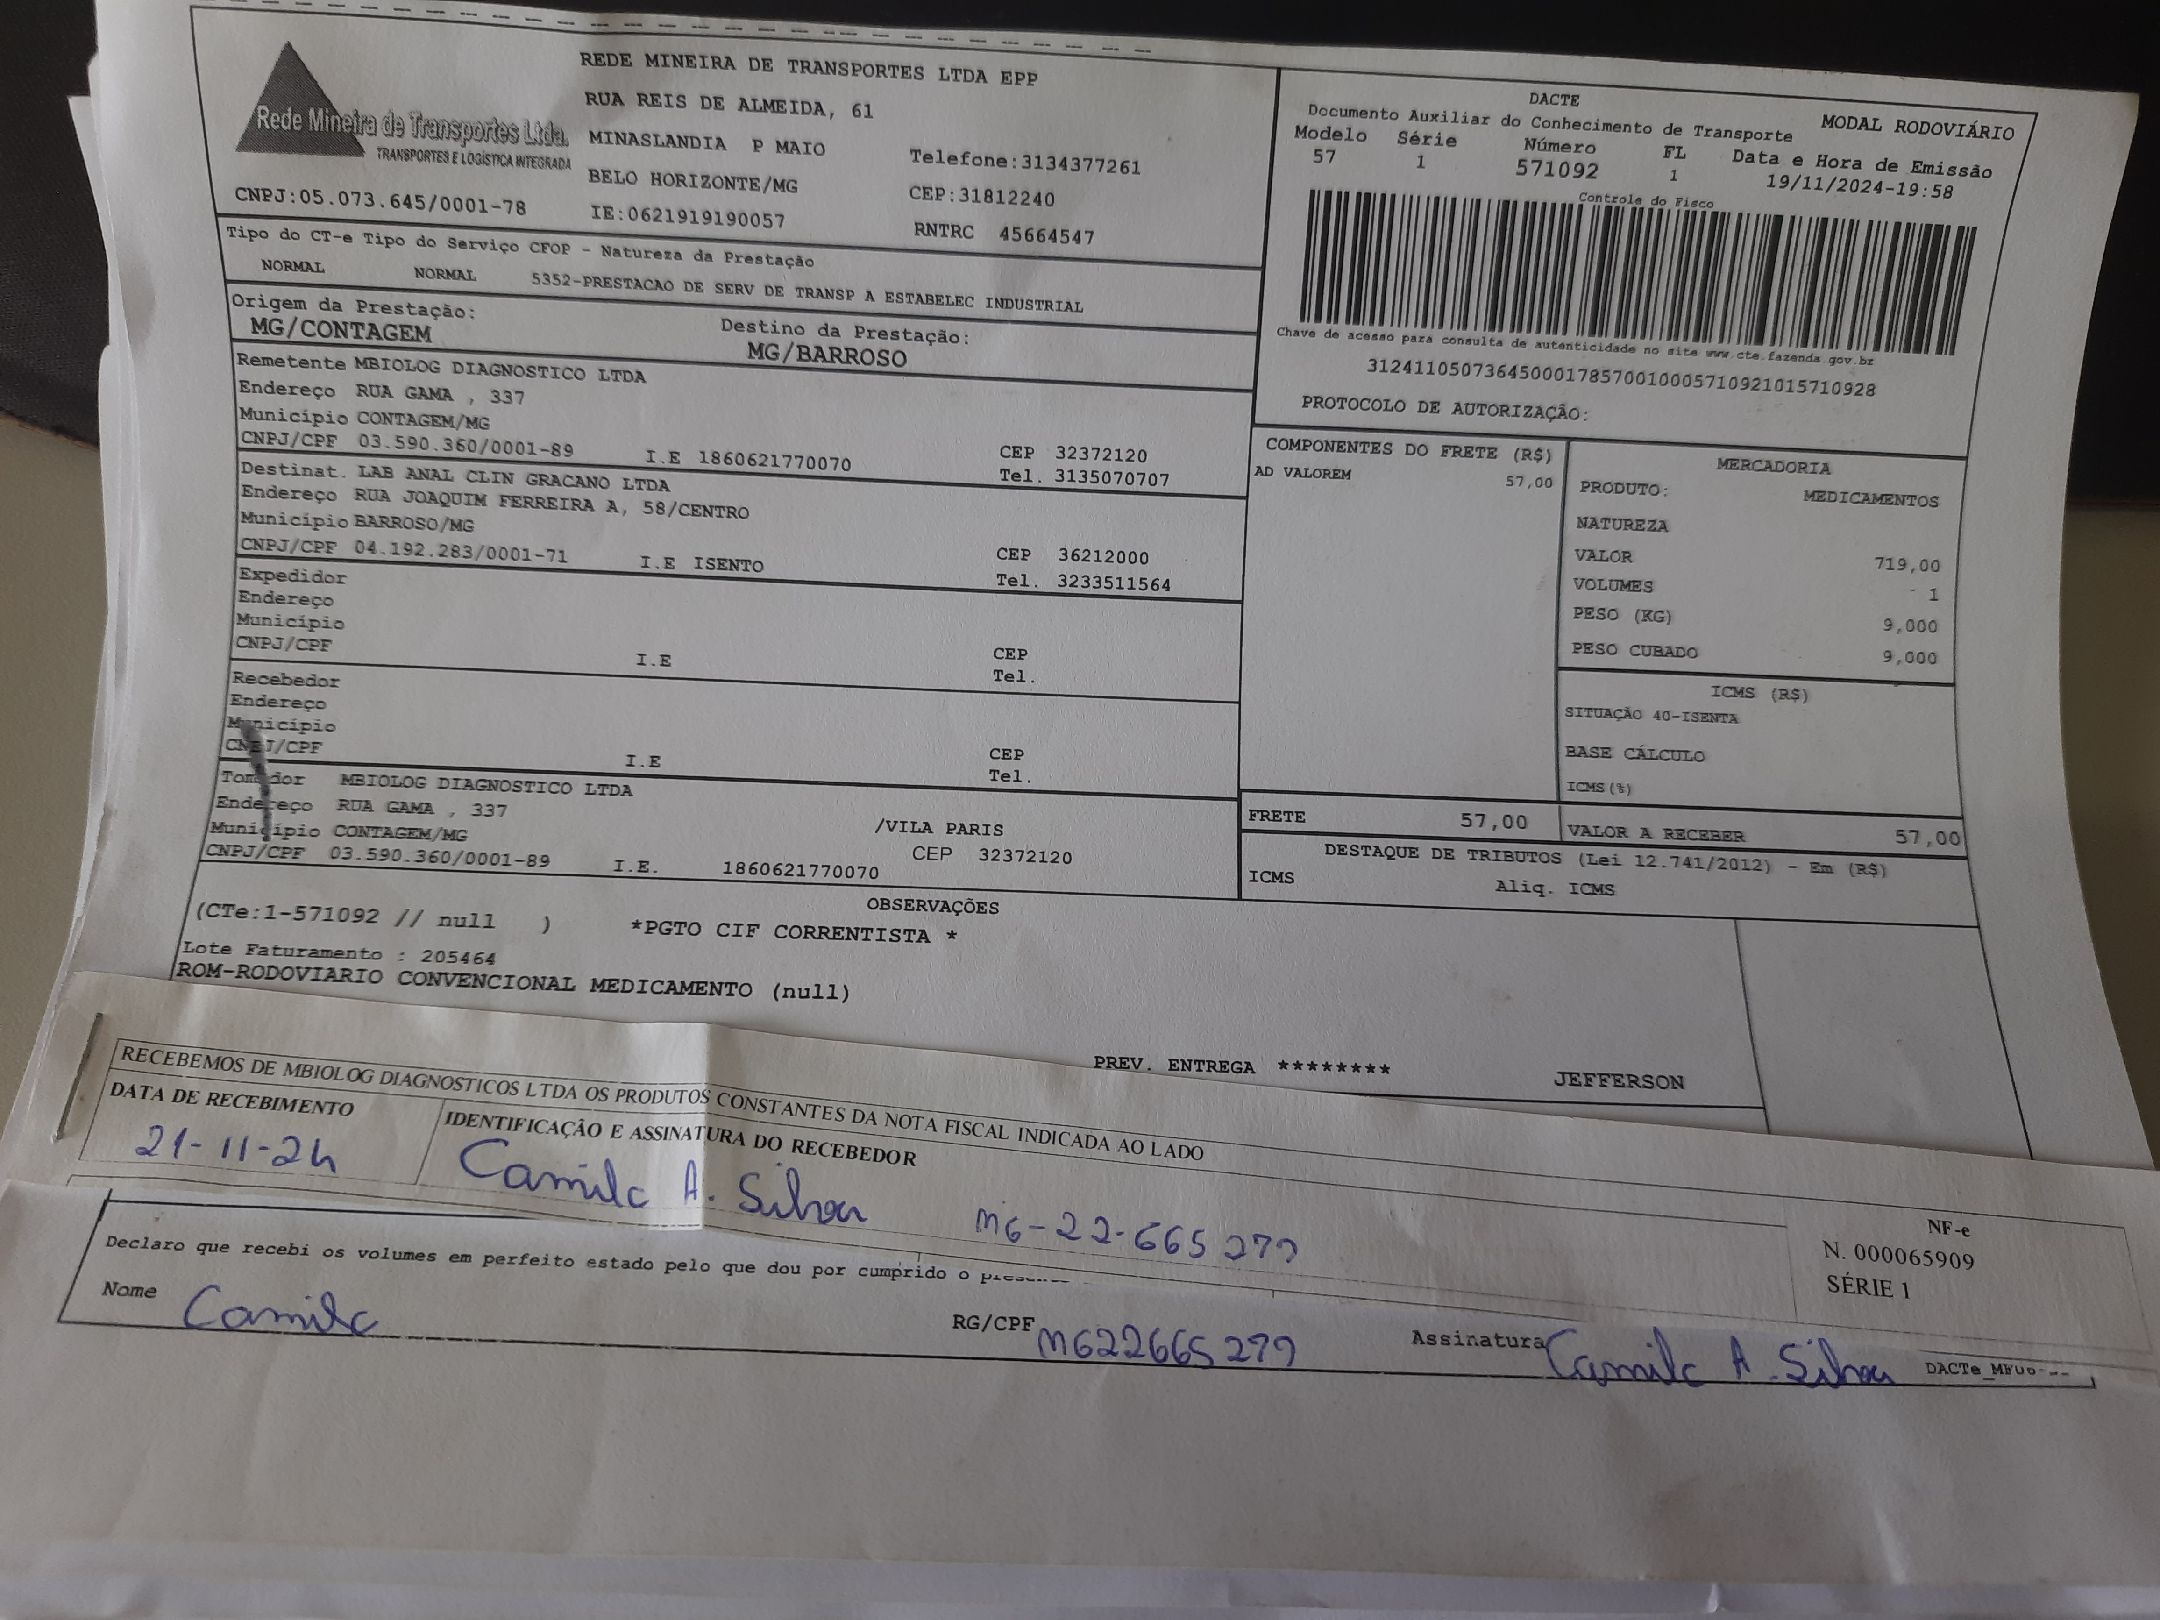 Rede Mineira de Transportes Ltda.
TRANSPORTES E LOGÍSTICA INTEGRADA
CNPJ:05.073.645/0001-78
REDE MINEIRA DE TRANSPORTES LTDA EPP
RUA REIS DE ALMEIDA, 61
MINASLANDIA P MAIO Telefone:3134377261
BELO HORIZONTE/MG CEP:31812240
IE:0621919190057 RNTRC 45664547
DACTE
Documento Auxiliar do Conhecimento de Transporte MODAL RODOVIÁRIO
Modelo Série Número FL Data e Hora de Emissão
57 1 571092 1 19/11/2024-19:58
Controle do Fisco
Chave de acesso para consulta de autenticidade no site www.cte.fazenda.gov.br
31241105073645000178570010005710921015710928
PROTOCOLO DE AUTORIZAÇÃO:
Tipo do CT-e Tipo do Serviço CFOP - Natureza da Prestação
NORMAL NORMAL 5352-PRESTACAO DE SERV DE TRANSP A ESTABELEC INDUSTRIAL
Origem da Prestação: Destino da Prestação:
MG/CONTAGEM MG/BARROSO
Remetente MBIOLOG DIAGNOSTICO LTDA
Endereço RUA GAMA , 337
Município CONTAGEM/MG CEP 32372120
CNPJ/CPF 03.590.360/0001-89 I.E 1860621770070 Tel. 3135070707
Destinat. LAB ANAL CLIN GRACANO LTDA
Endereço RUA JOAQUIM FERREIRA A, 58/CENTRO
Município BARROSO/MG CEP 36212000
CNPJ/CPF 04.192.283/0001-71 I.E ISENTO Tel. 3233511564
Expedidor
Endereço
Município CEP
CNPJ/CPF I.E Tel.
Recebedor
Endereço
Município CEP
CNPJ/CPF I.E Tel.
Tomador MBIOLOG DIAGNOSTICO LTDA
Endereço RUA GAMA , 337 /VILA PARIS
Município CONTAGEM/MG CEP 32372120
CNPJ/CPF 03.590.360/0001-89 I.E. 1860621770070
COMPONENTES DO FRETE (R$)
AD VALOREM 57,00
MERCADORIA
PRODUTO: MEDICAMENTOS
NATUREZA
VALOR 719,00
VOLUMES 1
PESO (KG) 9,000
PESO CUBADO 9,000
ICMS (R$)
SITUAÇÃO 40-ISENTA
BASE CÁLCULO
ICMS(%)
FRETE 57,00 VALOR A RECEBER 57,00
DESTAQUE DE TRIBUTOS (Lei 12.741/2012) - Em (R$)
ICMS Aliq. ICMS
OBSERVAÇÕES
(CTe:1-571092 // null ) *PGTO CIF CORRENTISTA *
Lote Faturamento : 205464
ROM-RODOVIARIO CONVENCIONAL MEDICAMENTO (null)
PREV. ENTREGA ******** JEFFERSON
RECEBEMOS DE MBIOLOG DIAGNOSTICOS LTDA OS PRODUTOS CONSTANTES DA NOTA FISCAL INDICADA AO LADO
DATA DE RECEBIMENTO IDENTIFICAÇÃO E ASSINATURA DO RECEBEDOR
21-11-24 Camila A. Silva MG-22-665 279
NF-e
N. 000065909
SÉRIE 1
Declaro que recebi os volumes em perfeito estado pelo que dou por cumprido o
Nome Camila RG/CPF MG22665279 Assinatura Camila A. Silva